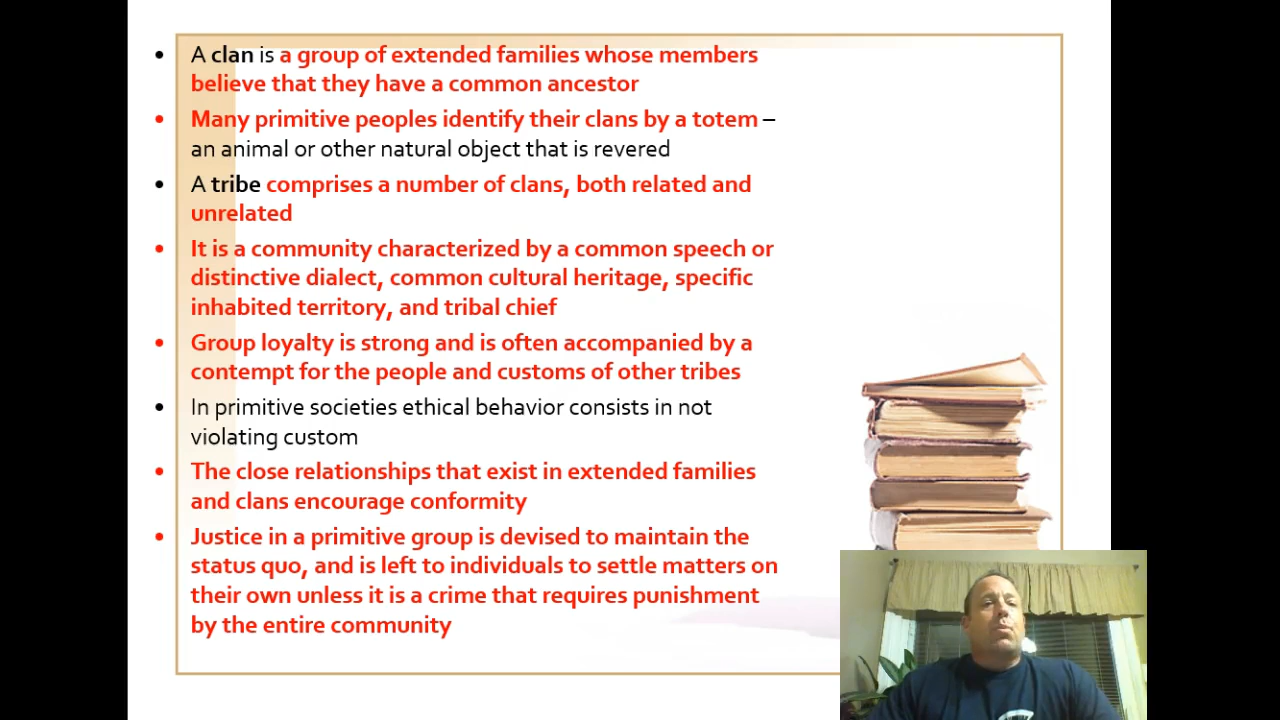 • A clan is a group of extended families whose members
believe that they have a common ancestor
• Many primitive peoples identify their clans by a totem –
an animal or other natural object that is revered
• A tribe comprises a number of clans, both related and
unrelated
• It is a community characterized by a common speech or
distinctive dialect, common cultural heritage, specific
inhabited territory, and tribal chief
• Group loyalty is strong and is often accompanied by a
contempt for the people and customs of other tribes
• In primitive societies ethical behavior consists in not
violating custom
• The close relationships that exist in extended families
and clans encourage conformity
• Justice in a primitive group is devised to maintain the
status quo, and is left to individuals to settle matters on
their own unless it is a crime that requires punishment
by the entire community